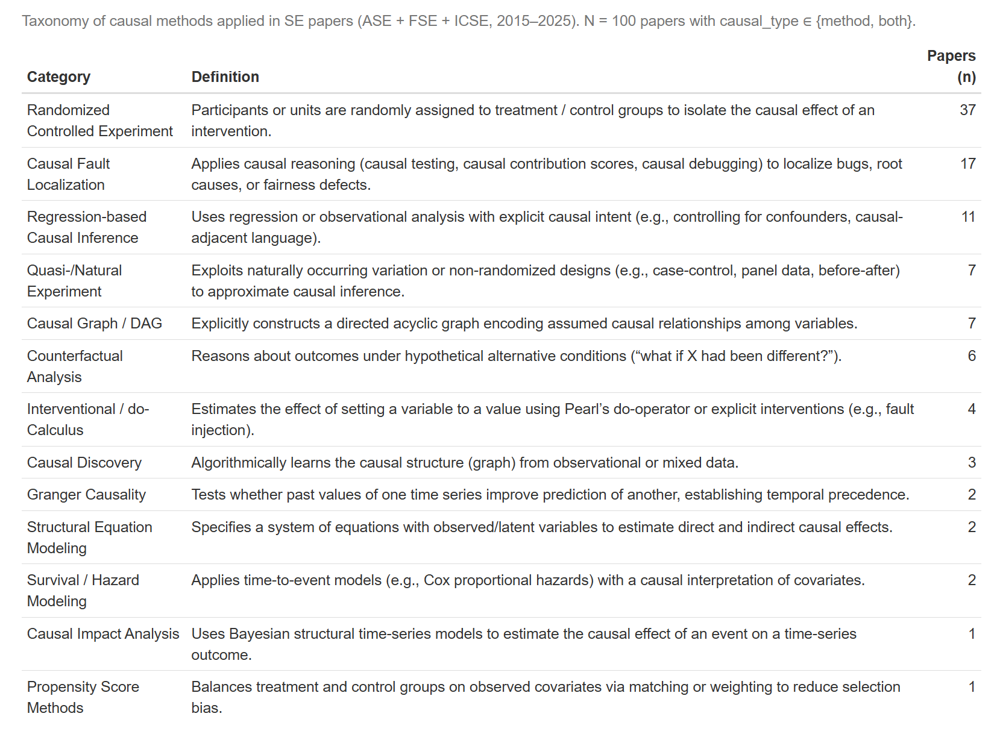 Taxonomy of causal methods applied in SE papers (ASE + FSE + ICSE, 2015–2025). N = 100 papers with causal_type ∈ {method, both}.
Papers
Category Definition (n)
Randomized Participants or units are randomly assigned to treatment / control groups to isolate the causal effect of an 37
Controlled Experiment intervention.
Causal Fault Applies causal reasoning (causal testing, causal contribution scores, causal debugging) to localize bugs, root 17
Localization causes, or fairness defects.
Regression-based Uses regression or observational analysis with explicit causal intent (e.g., controlling for confounders, causal- 11
Causal Inference adjacent language).
Quasi-/Natural Exploits naturally occurring variation or non-randomized designs (e.g., case-control, panel data, before-after) 7
Experiment to approximate causal inference.
Causal Graph / DAG Explicitly constructs a directed acyclic graph encoding assumed causal relationships among variables. 7
Counterfactual Reasons about outcomes under hypothetical alternative conditions (“what if X had been different?”). 6
Analysis
Interventional / do- Estimates the effect of setting a variable to a value using Pearl’s do-operator or explicit interventions (e.g., fault 4
Calculus injection).
Causal Discovery Algorithmically learns the causal structure (graph) from observational or mixed data. 3
Granger Causality Tests whether past values of one time series improve prediction of another, establishing temporal precedence. 2
Structural Equation Specifies a system of equations with observed/latent variables to estimate direct and indirect causal effects. 2
Modeling
Survival / Hazard Applies time-to-event models (e.g., Cox proportional hazards) with a causal interpretation of covariates. 2
Modeling
Causal Impact Analysis Uses Bayesian structural time-series models to estimate the causal effect of an event on a time-series 1
outcome.
Propensity Score Balances treatment and control groups on observed covariates via matching or weighting to reduce selection 1
Methods bias.